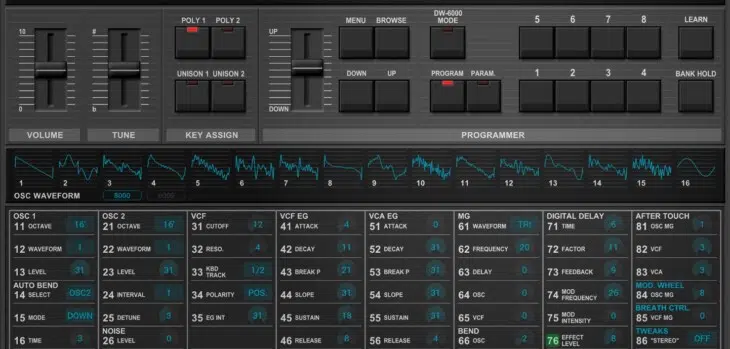 DW-6000
MODE
10 # POLY 1 POLY 2 UP MENU BROWSE 5 6 7 8 LEARN
UNISON 1 UNISON 2 DOWN UP PROGRAM PARAM. 1 2 3 4 BANK HOLD
0 b DOWN
VOLUME TUNE KEY ASSIGN PROGRAMMER
1 2 3 4 5 6 7 8 9 10 11 12 13 14 15 16
OSC WAVEFORM 8000
OSC 1 OSC 2 VCF VCF EG VCA EG MG DIGITAL DELAY AFTER TOUCH
11 OCTAVE 16' 21 OCTAVE 16' 31 CUTOFF 12 41 ATTACK 4 51 ATTACK 0 61 WAVEFORM TRI 71 TIME 81 OSC MG 1
12 WAVEFORM 1 22 WAVEFORM 1 32 RESO. 4 42 DECAY 11 52 DECAY 31 62 FREQUENCY 20 72 FACTOR 11 82 VCF 3
13 LEVEL 31 23 LEVEL 31 33 KBD TRACK 1/2 43 BREAK P 21 53 BREAK P 31 63 DELAY 0 73 FEEDBACK 83 VCA 3
AUTO BEND MOD. WHEEL
14 SELECT OSC2 24 INTERVAL 1 34 POLARITY POS. 44 SLOPE 31 54 SLOPE 31 64 OSC 0 74 MOD FREQUENCY 26 84 OSC MG 8
BREATH CTRL.
15 MODE DOWN 25 DETUNE 3 35 EG INT 31 45 SUSTAIN 18 55 SUSTAIN 31 65 VCF 0 75 MOD INTENSITY 0 85 VCF MG 0
NOISE BEND TWEAKS
16 TIME 3 26 LEVEL 0 46 RELEASE 8 56 RELEASE 4 66 OSC 2 76 EFFECT LEVEL 8 86 "STEREO" OFF